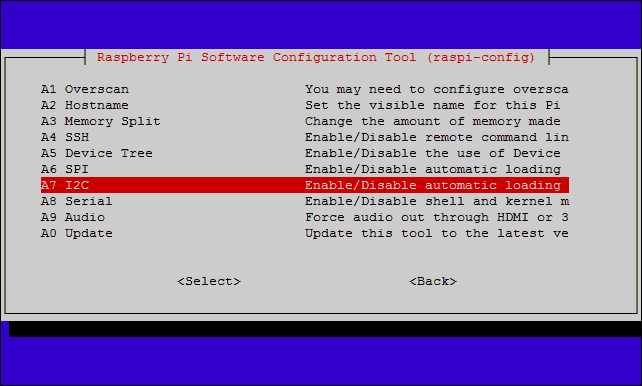 Raspberry Pi Software Configuration Tool (raspi-config)
A1 Overscan You may need to configure oversca
A2 Hostname Set the visible name for this Pi
A3 Memory Split Change the amount of memory made
A4 SSH Enable/Disable remote command lin
A5 Device Tree Enable/Disable the use of Device
A6 SPI Enable/Disable automatic loading
A7 I2C Enable/Disable automatic loading
A8 Serial Enable/Disable shell and kernel m
A9 Audio Force audio out through HDMI or 3
A0 Update Update this tool to the latest ve
<Select> <Back>